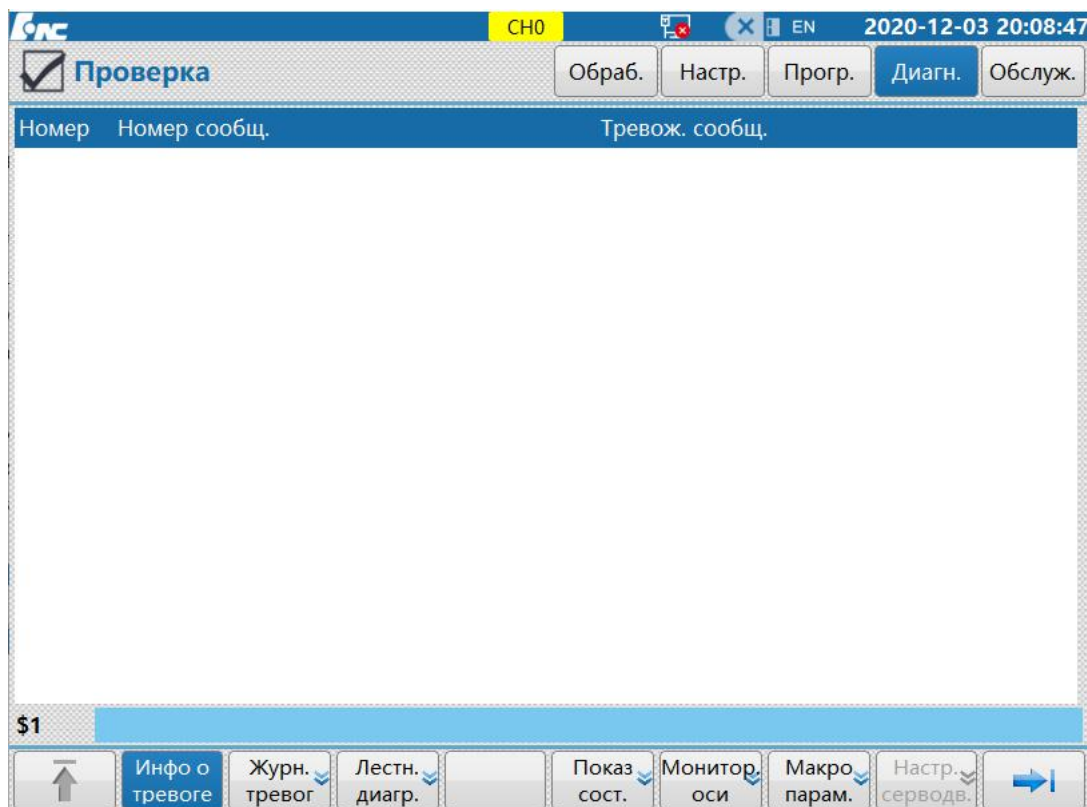 CH0 EN 2020-12-03 20:08:47
Проверка Обраб. Настр. Прогр. Диагн. Обслуж.
Номер Номер сообщ. Тревож. сообщ.
$1
Инфо о тревоге
Журн. тревог
Лестн. диагр.
Показ сост.
Монитор. оси
Макро парам.
Настр. серводв.